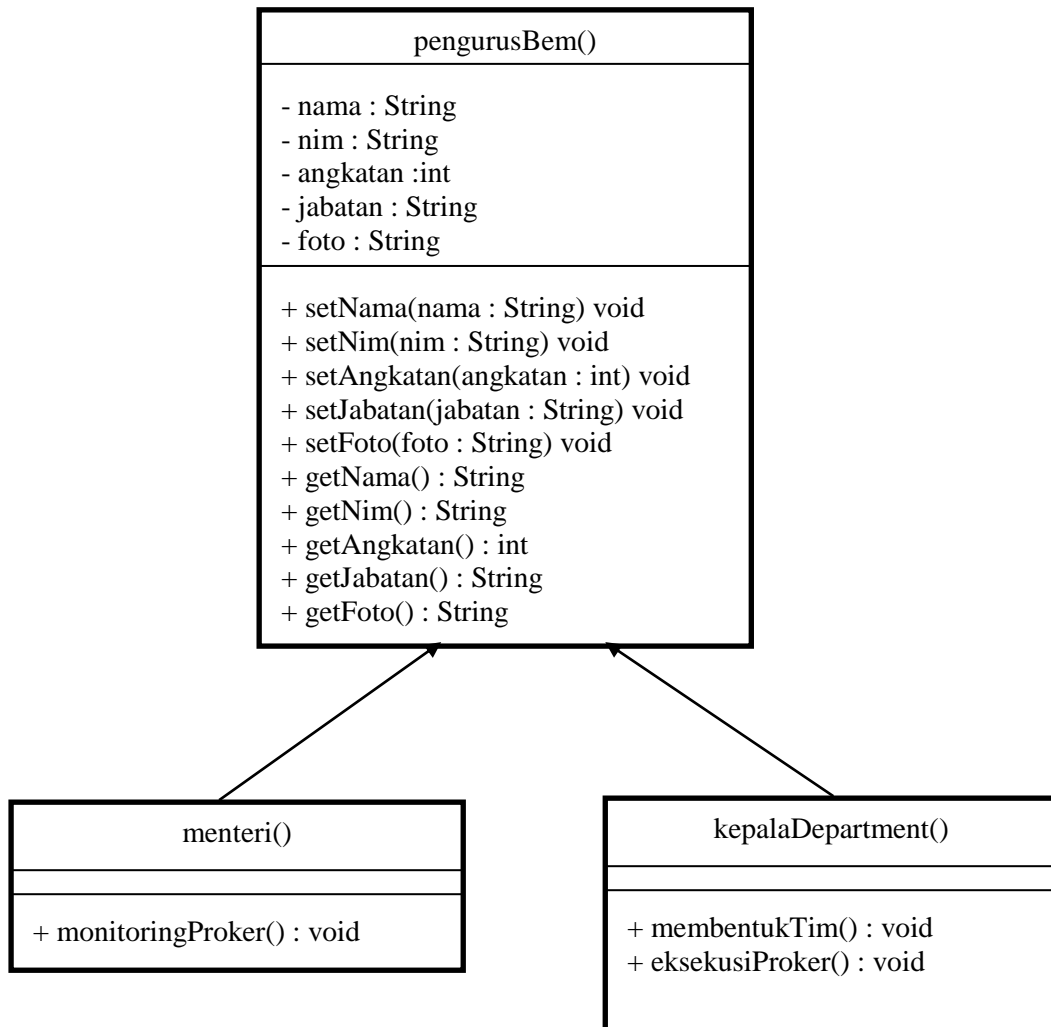 pengurusBem()
- nama : String
- nim : String
- angkatan :int
- jabatan : String
- foto : String
+ setNama(nama : String) void
+ setNim(nim : String) void
+ setAngkatan(angkatan : int) void
+ setJabatan(jabatan : String) void
+ setFoto(foto : String) void
+ getNama() : String
+ getNim() : String
+ getAngkatan() : int
+ getJabatan() : String
+ getFoto() : String
menteri()
+ monitoringProker() : void
kepalaDepartment()
+ membentukTim() : void
+ eksekusiProker() : void